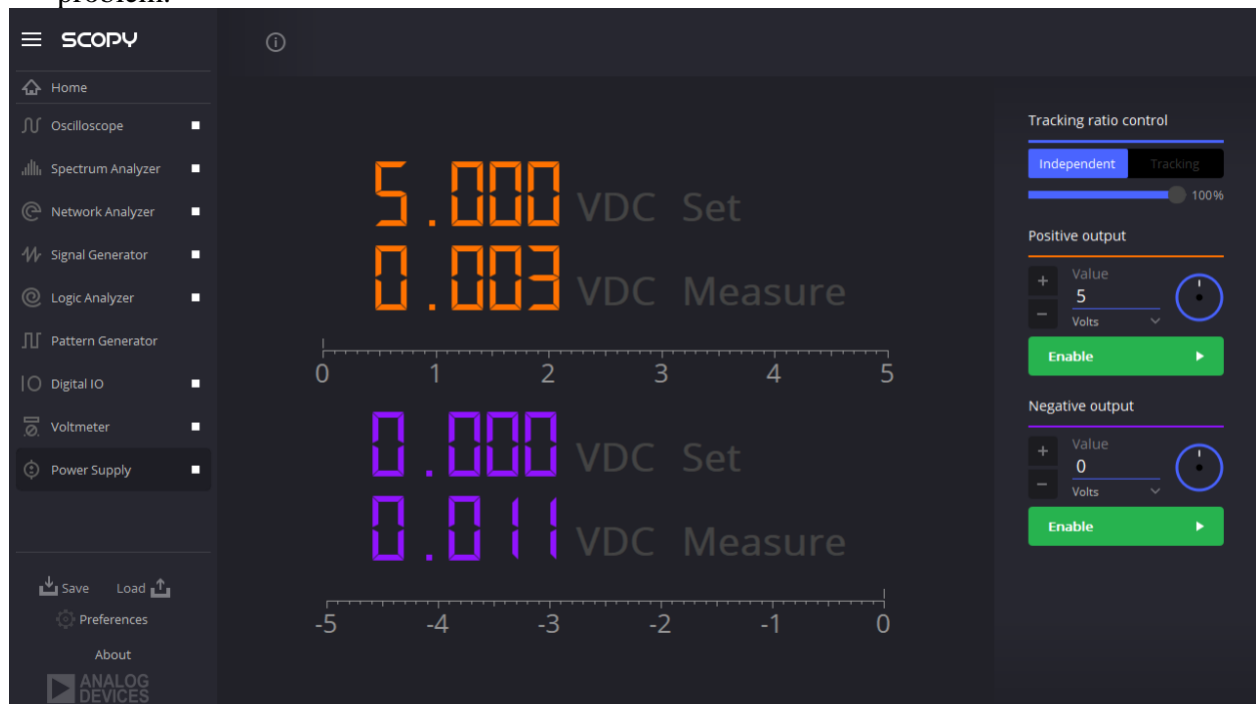 problem.
SCOPY
Home
Oscilloscope
Spectrum Analyzer
Network Analyzer
Signal Generator
Logic Analyzer
Pattern Generator
Digital IO
Voltmeter
Power Supply
Save Load
Preferences
About
ANALOG
DEVICES
5.000 VDC Set
0.003 VDC Measure
0 1 2 3 4 5
0.000 VDC Set
0.011 VDC Measure
-5 -4 -3 -2 -1 0
Tracking ratio control
Independent Tracking
100%
Positive output
+ Value
5
- Volts
Enable
Negative output
+ Value
0
- Volts
Enable